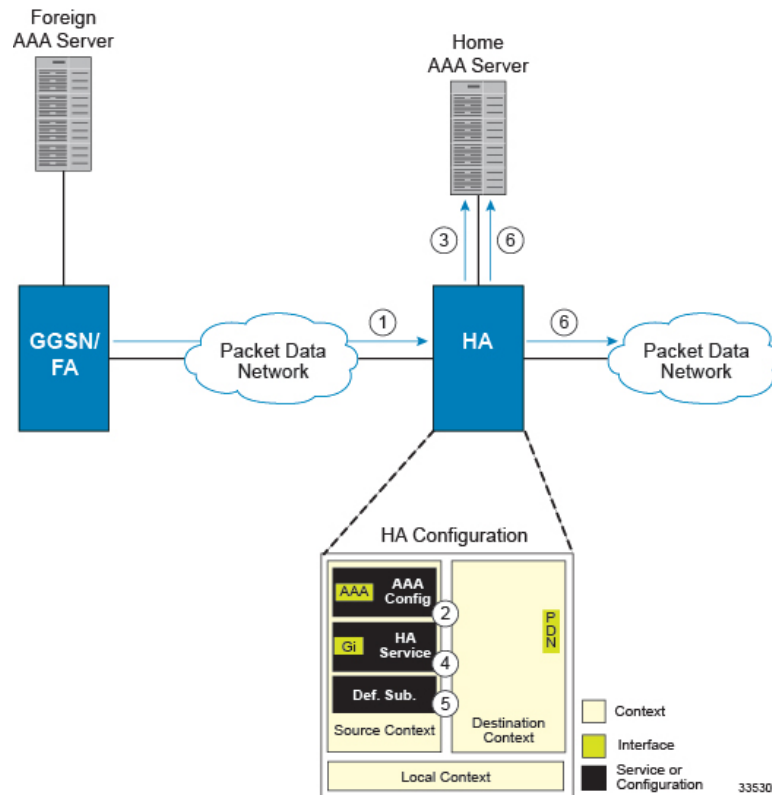 Foreign
AAA Server
Home
AAA Server
3
6
GGSN/
FA
1
Packet Data
Network
HA
6
Packet Data
Network
HA Configuration
AAA
AAA
Config
2
Gi
HA
Service
4
Def. Sub.
5
Source Context
PDN
Destination
Context
Local Context
Context
Interface
Service or
Configuration
33530